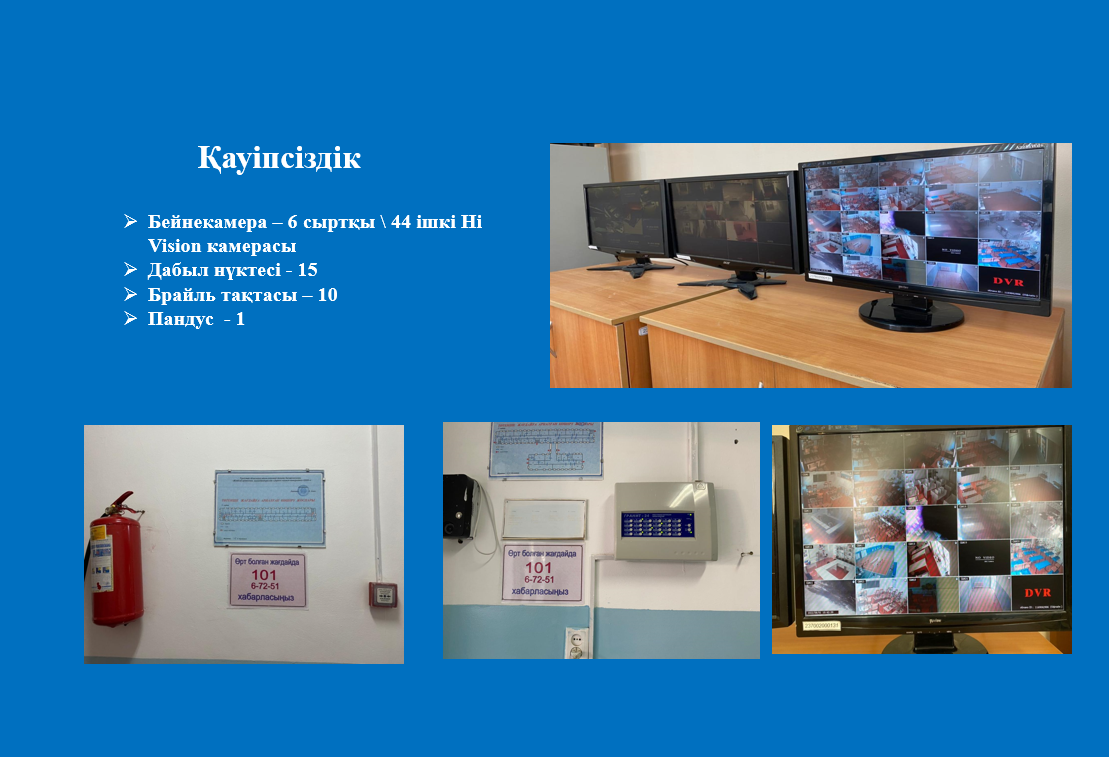 Қауіпсіздік
➢ Бейнекамера – 6 сыртқы \ 44 ішкі Hi
Vision камерасы
➢ Дабыл нүктесі - 15
➢ Брайль тақтасы – 10
➢ Пандус - 1
DVR
Өрт болған жағдайда
101
6-72-51
хабарласыңыз
Өрт болған жағдайда
101
6-72-51
хабарласыңыз
DVR